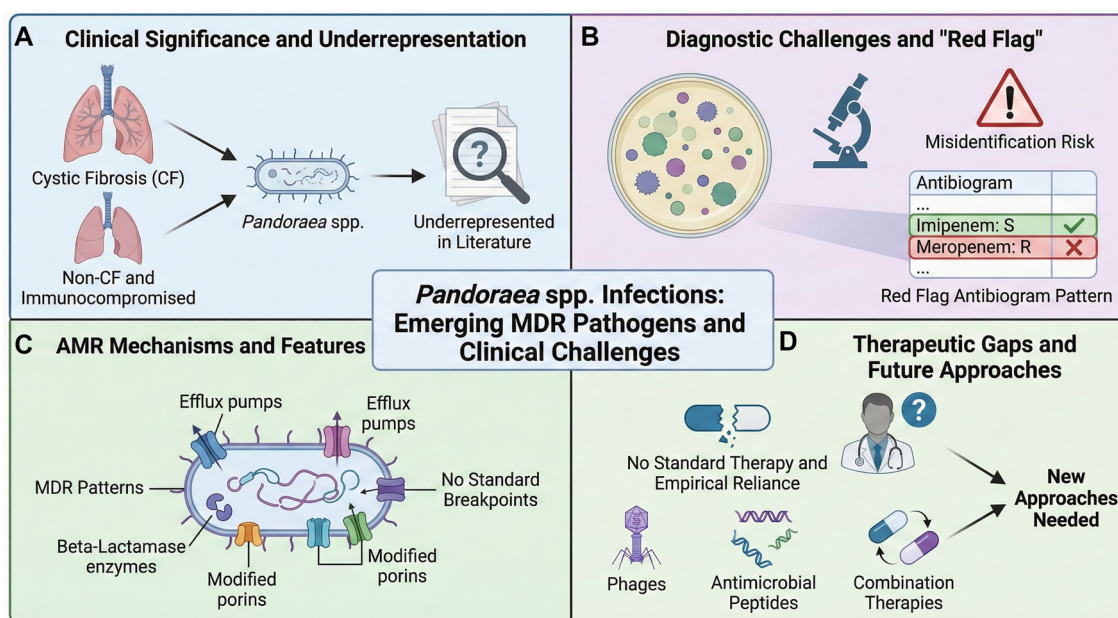 A
Clinical Significance and Underrepresentation
Cystic Fibrosis (CF)
Non-CF and
Immunocompromised
Pandoraea spp.
?
Underrepresented
in Literature
B
Diagnostic Challenges and "Red Flag"
!
Misidentification Risk
Antibiogram
...
Imipenem: S
Meropenem: R
...
Red Flag Antibiogram Pattern
Pandoraea spp. Infections:
Emerging MDR Pathogens and
Clinical Challenges
C
AMR Mechanisms and Features
Efflux pumps
Efflux
pumps
MDR Patterns
No Standard
Breakpoints
Beta-Lactamase
enzymes
Modified
porins
Modified
porins
D
Therapeutic Gaps and
Future Approaches
?
No Standard Therapy and
Empirical Reliance
New
Approaches
Needed
Phages
Antimicrobial
Peptides
Combination
Therapies